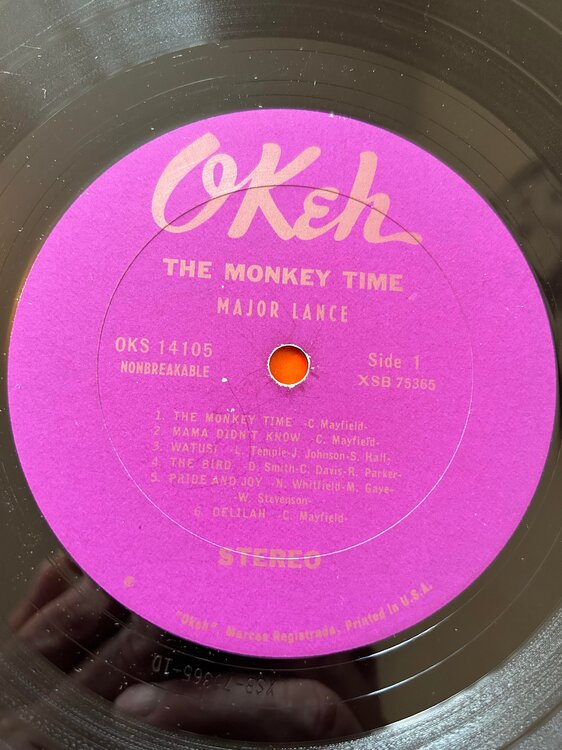 OKeh
THE MONKEY TIME
MAJOR LANCE
OKS 14105
NONBREAKABLE
Side 1
XSB 75365
1. THE MONKEY TIME -C Mayfield-
2. MAMA DIDN'T KNOW -C. Mayfield-
3. WATUSI -L. Temple-J. Johnson-S. Hall-
4. THE BIRD -D. Smith-C. Davis-R. Parker-
5. PRIDE AND JOY -N. Whitfield-M. Gaye-
-W. Stevenson-
6. DELILAH -C. Mayfield-
STEREO
"OKeh", Marcas Registrada. Printed in U.S.A.